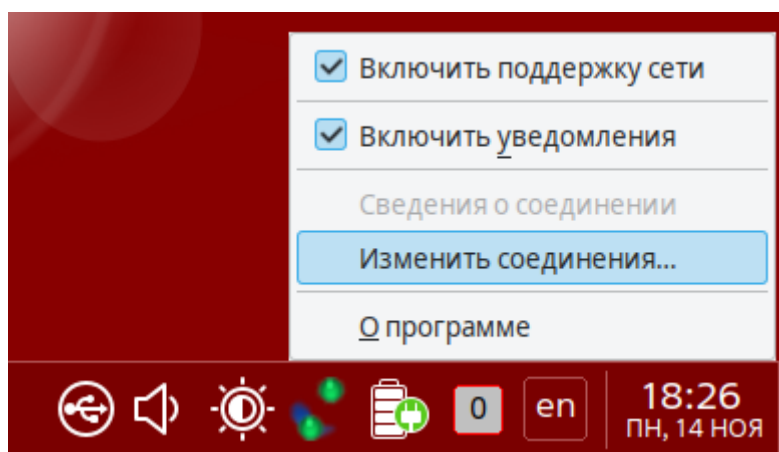 Включить поддержку сети
Включить уведомления
Сведения о соединении
Изменить соединения...
О программе
0
en
18:26
ПН, 14 НОЯ